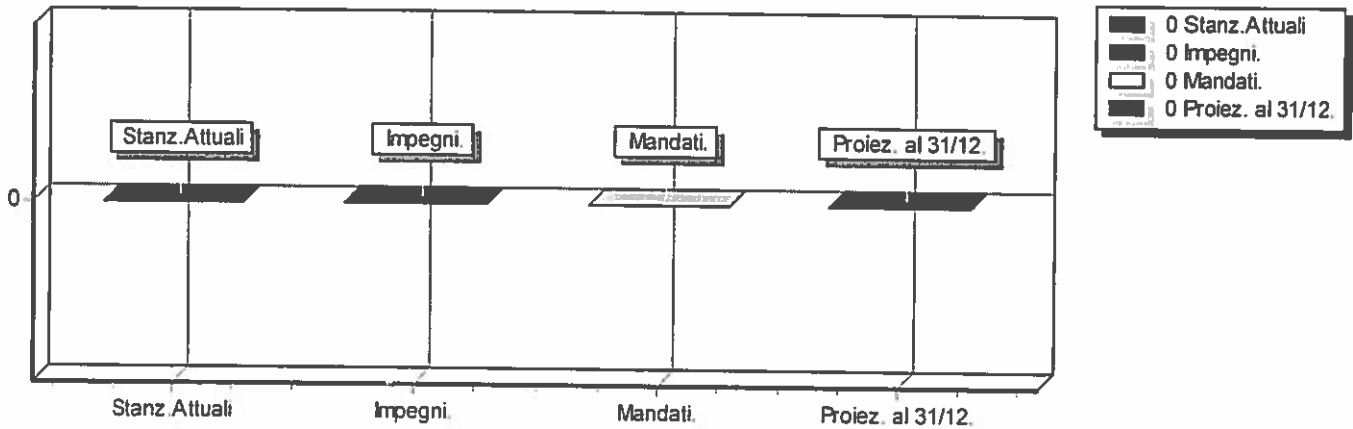 0 Stanz.Attuali
0 Impegni.
0 Mandati.
0 Proiez. al 31/12.
Stanz.Attuali
Impegni.
Mandati.
Proiez. al 31/12.
0
Stanz.Attuali
Impegni.
Mandati.
Proiez. al 31/12.